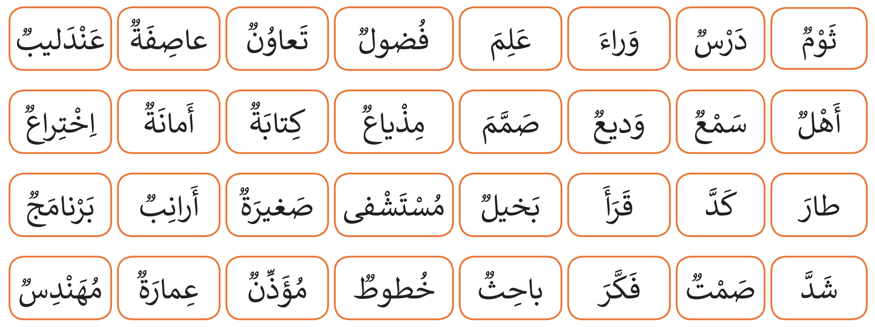 ثَوْمٌ دَرْسٌ وَراءَ عَلِمَ فُضولٌ تَعاوُنٌ عاصِفَةٌ عَنْدَليبٌ
أَهْلٌ سَمْعٌ وَديعٌ صَمَّمَ مِذْياعٌ كِتابَةٌ أَمانَةٌ اِخْتِراعٌ
طارَ كَدَّ قَرَأَ بَخيلٌ مُسْتَشْفى صَغيرَةٌ أَرانِبٌ بَرْنامَجٌ
شَدَّ صَمْتٌ فَكَّرَ باحِثٌ خُطوطٌ مُؤَذِّنٌ عِمارَةٌ مُهَنْدِسٌ